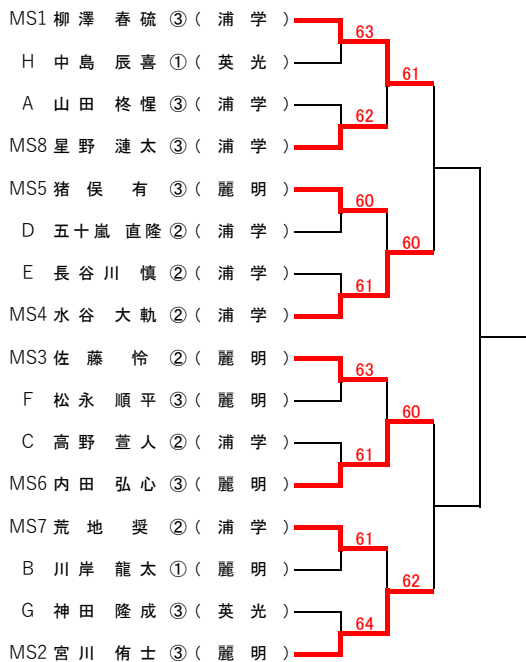 MS1 柳澤 春硫 ③ ( 浦 学 )
63
H 中島 辰喜 ① ( 英 光 )
61
A 山田 柊惺 ③ ( 浦 学 )
62
MS8 星野 漣太 ③ ( 浦 学 )
MS5 猪俣 有 ③ ( 麗 明 )
60
D 五十嵐 直隆 ② ( 浦 学 )
60
E 長谷川 慎 ② ( 浦 学 )
61
MS4 水谷 大軌 ② ( 浦 学 )
MS3 佐藤 怜 ② ( 麗 明 )
63
F 松永 順平 ③ ( 麗 明 )
60
C 高野 萱人 ② ( 浦 学 )
61
MS6 内田 弘心 ③ ( 麗 明 )
MS7 荒地 奨 ② ( 浦 学 )
61
B 川岸 龍太 ① ( 麗 明 )
62
G 神田 隆成 ③ ( 英 光 )
64
MS2 宮川 侑士 ③ ( 麗 明 )